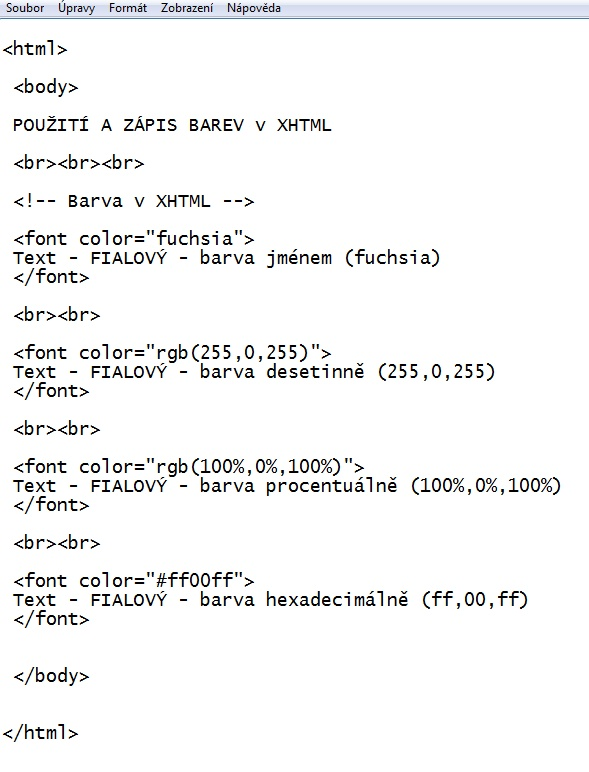 Soubor Úpravy Formát Zobrazení Nápověda
<html>
<body>
POUŽITÍ A ZÁPIS BAREV v XHTML
<br><br><br>
<!-- Barva v XHTML -->
<font color="fuchsia">
Text - FIALOVÝ - barva jménem (fuchsia)
</font>
<br><br>
<font color="rgb(255,0,255)">
Text - FIALOVÝ - barva desetinně (255,0,255)
</font>
<br><br>
<font color="rgb(100%,0%,100%)">
Text - FIALOVÝ - barva procentuálně (100%,0%,100%)
</font>
<br><br>
<font color="#ff00ff">
Text - FIALOVÝ - barva hexadecimálně (ff,00,ff)
</font>
</body>
</html>